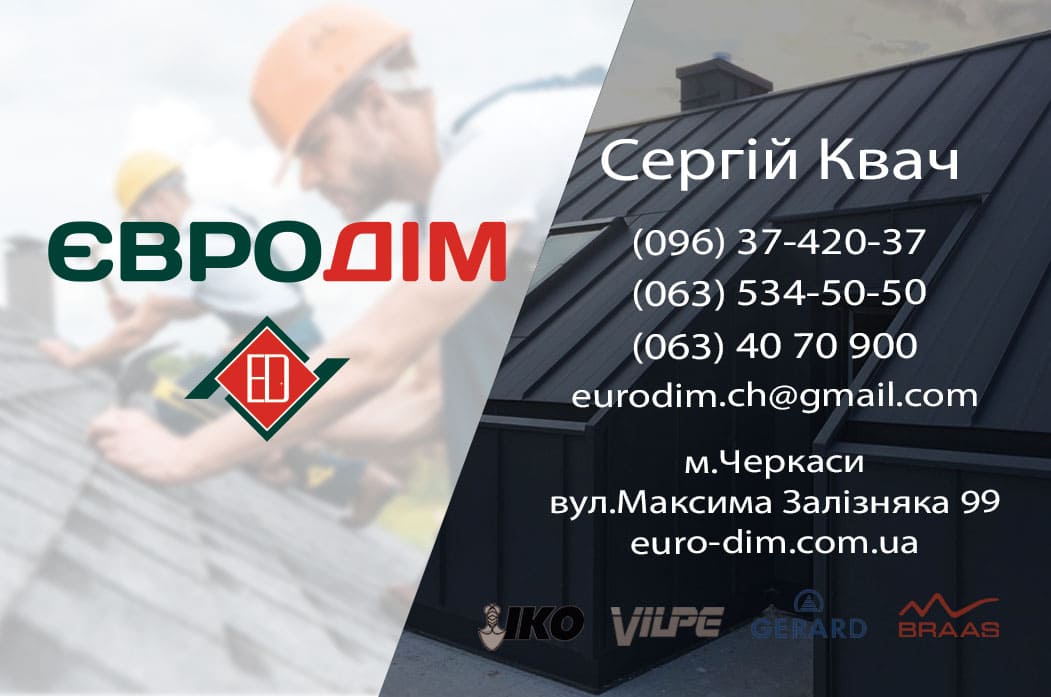 ЄВРОДІМ
ED
Сергій Квач
(096) 37-420-37
(063) 534-50-50
(063) 40 70 900
eurodim.ch@gmail.com
м.Черкаси
вул.Максима Залізняка 99
euro-dim.com.ua
IKO VILPE GERARD BRAAS